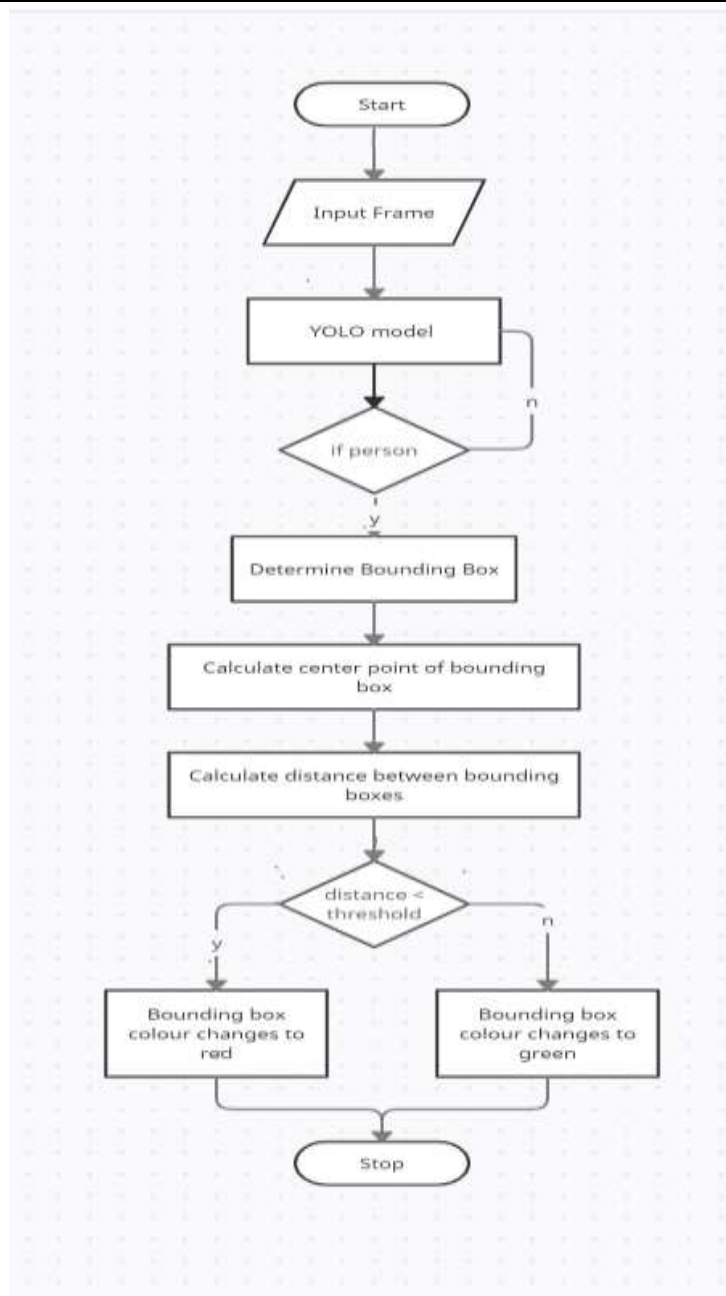 Start
Input Frame
YOLO model
n
if person
y
Determine Bounding Box
Calculate center point of bounding
box
Calculate distance between bounding
boxes
distance <
threshold
y
n
Bounding box
colour changes to
red
Bounding box
colour changes to
green
Stop